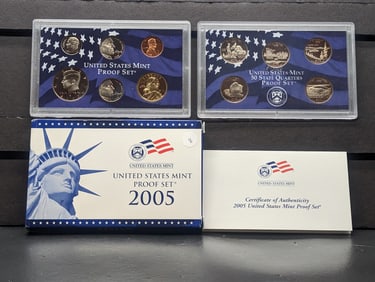 UNITED STATES MINT
PROOF SET
UNITED STATES MINT
50 STATE QUARTERS
PROOF SET
UNITED STATES MINT
UNITED STATES MINT
PROOF SET
2005
UNITED STATES MINT
Certificate of Authenticity
2005 United States Mint Proof Set